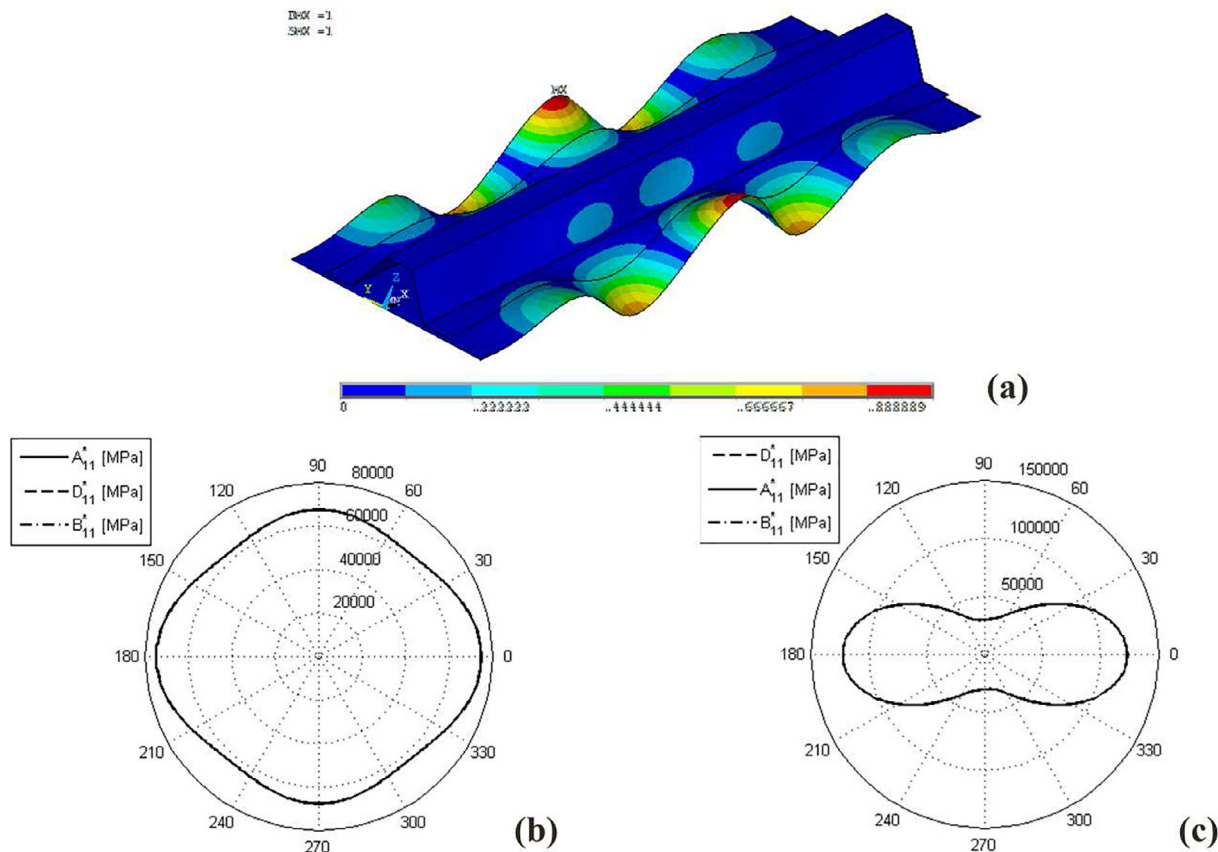 DMX =1
SMX =1
MX
Z
Y
X
0 .222222 .444444 .666667 .888889
(a)
A*11 [MPa]
D*11 [MPa]
B*11 [MPa]
90
80000
120
60
60000
150
40000
30
20000
180
0
210
330
240
300
270
(b)
D*11 [MPa]
A*11 [MPa]
B*11 [MPa]
90
150000
120
60
100000
150
50000
30
180
0
210
330
240
300
270
(c)